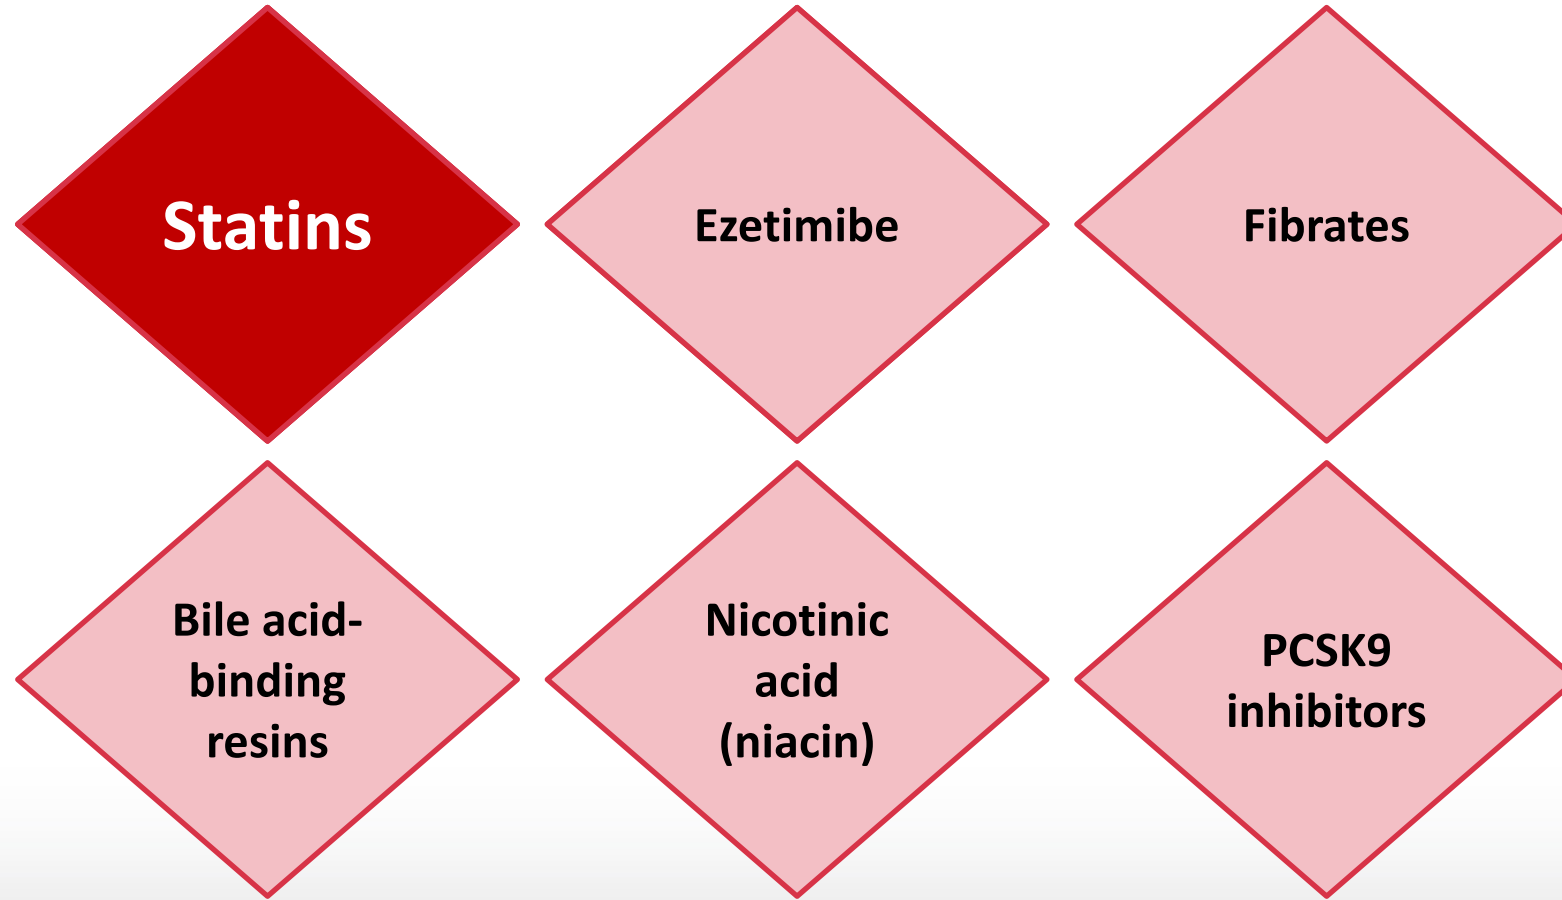 Statins
Ezetimibe
Fibrates
Bile acid-
binding
resins
Nicotinic
acid
(niacin)
PCSK9
inhibitors